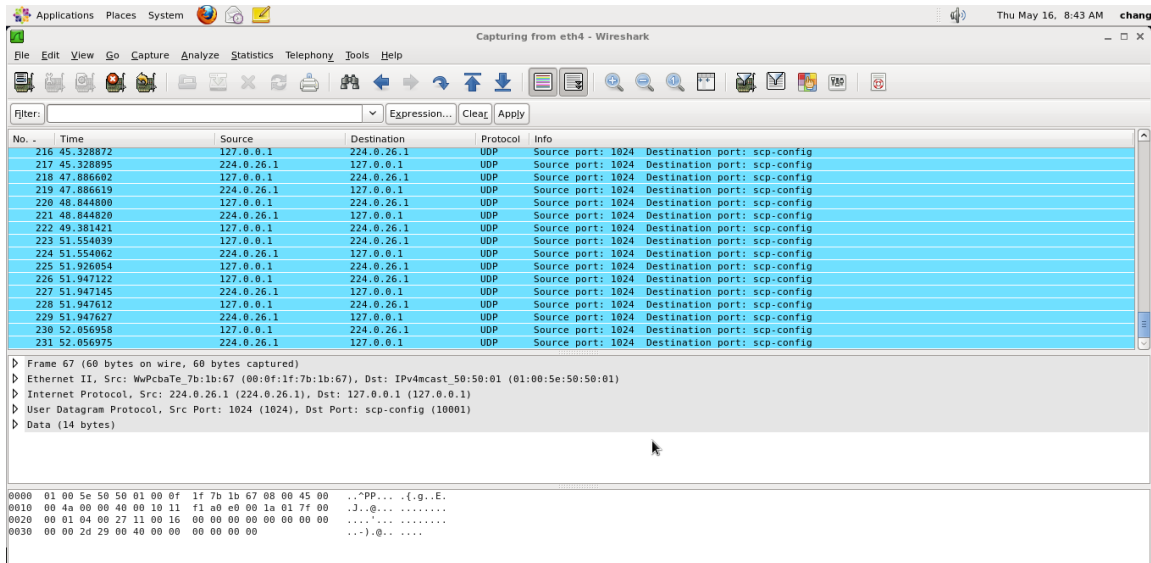 Applications Places System Thu May 16, 8:43 AM chang
Capturing from eth4 - Wireshark
File Edit View Go Capture Analyze Statistics Telephony Tools Help
Filter: Expression... Clear Apply
No. . Time Source Destination Protocol Info
216 45.328872 127.0.0.1 224.0.26.1 UDP Source port: 1024 Destination port: scp-config
217 45.328895 224.0.26.1 127.0.0.1 UDP Source port: 1024 Destination port: scp-config
218 47.886602 127.0.0.1 224.0.26.1 UDP Source port: 1024 Destination port: scp-config
219 47.886619 224.0.26.1 127.0.0.1 UDP Source port: 1024 Destination port: scp-config
220 48.844800 127.0.0.1 224.0.26.1 UDP Source port: 1024 Destination port: scp-config
221 48.844820 224.0.26.1 127.0.0.1 UDP Source port: 1024 Destination port: scp-config
222 49.381421 127.0.0.1 224.0.26.1 UDP Source port: 1024 Destination port: scp-config
223 51.554039 127.0.0.1 224.0.26.1 UDP Source port: 1024 Destination port: scp-config
224 51.554062 224.0.26.1 127.0.0.1 UDP Source port: 1024 Destination port: scp-config
225 51.926054 127.0.0.1 224.0.26.1 UDP Source port: 1024 Destination port: scp-config
226 51.947122 127.0.0.1 224.0.26.1 UDP Source port: 1024 Destination port: scp-config
227 51.947145 224.0.26.1 127.0.0.1 UDP Source port: 1024 Destination port: scp-config
228 51.947612 127.0.0.1 224.0.26.1 UDP Source port: 1024 Destination port: scp-config
229 51.947627 224.0.26.1 127.0.0.1 UDP Source port: 1024 Destination port: scp-config
230 52.056958 127.0.0.1 224.0.26.1 UDP Source port: 1024 Destination port: scp-config
231 52.056975 224.0.26.1 127.0.0.1 UDP Source port: 1024 Destination port: scp-config
Frame 67 (60 bytes on wire, 60 bytes captured)
Ethernet II, Src: WwPcbaTe_7b:1b:67 (00:0f:1f:7b:1b:67), Dst: IPv4mcast_50:50:01 (01:00:5e:50:50:01)
Internet Protocol, Src: 224.0.26.1 (224.0.26.1), Dst: 127.0.0.1 (127.0.0.1)
User Datagram Protocol, Src Port: 1024 (1024), Dst Port: scp-config (10001)
Data (14 bytes)
0000 01 00 5e 50 50 01 00 0f 1f 7b 1b 67 08 00 45 00 ..^PP... .{.g..E.
0010 00 4a 00 00 40 00 10 11 f1 a0 e0 00 1a 01 7f 00 .J..@... ........
0020 00 01 04 00 27 11 00 16 00 00 00 00 00 00 00 00 ....'... ........
0030 00 00 2d 29 00 40 00 00 00 00 00 00 ..-).@.. ....